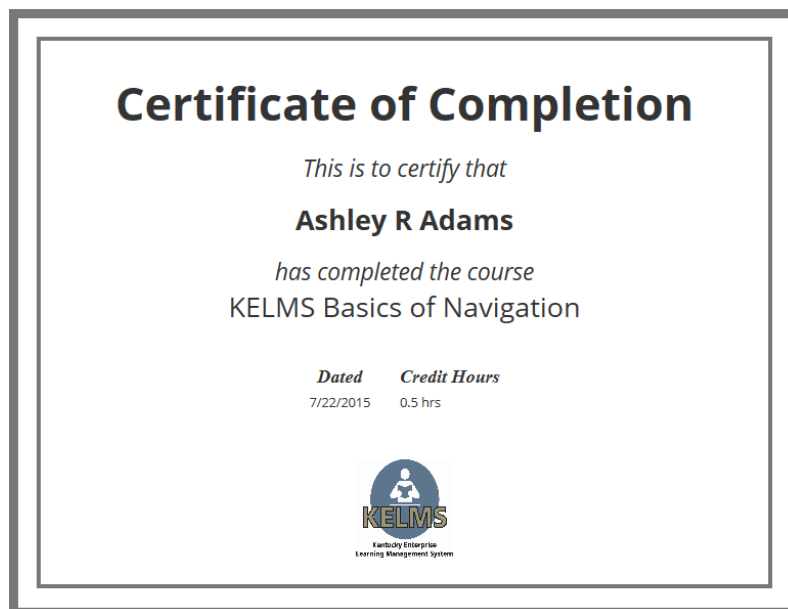 Certificate of Completion
This is to certify that
Ashley R Adams
has completed the course
KELMS Basics of Navigation
Dated Credit Hours
7/22/2015 0.5 hrs
KELMS
Kentucky Enterprise
Learning Management System